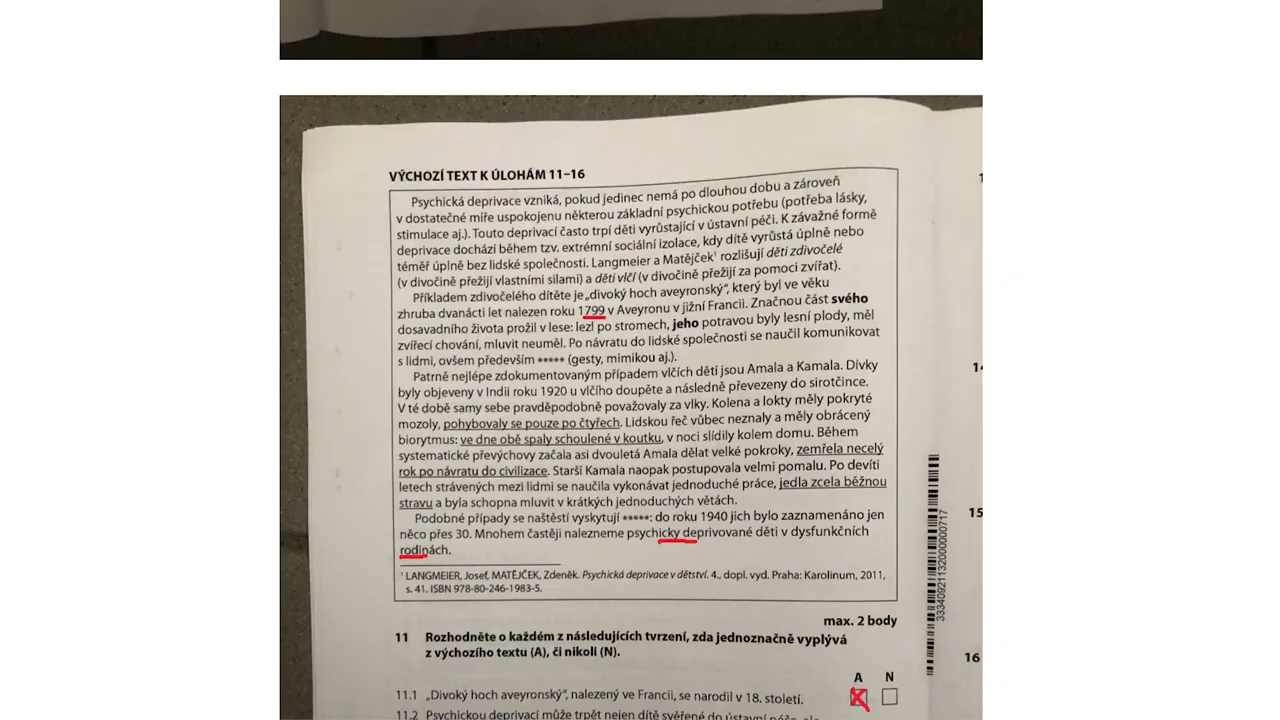 VÝCHOZÍ TEXT K ÚLOHÁM 11–16
Psychická deprivace vzniká, pokud jedinec nemá po dlouhou dobu a zároveň
v dostatečné míře uspokojenu některou základní psychickou potřebu (potřeba lásky,
stimulace aj.). Touto deprivací často trpí děti vyrůstající v ústavní péči. K závažné formě
deprivace dochází během tzv. extrémní sociální izolace, kdy dítě vyrůstá úplně nebo
téměř úplně bez lidské společnosti. Langmeier a Matějček¹ rozlišují děti zdivočelé
(v divočině přežijí vlastními silami) a děti vlčí (v divočině přežijí za pomoci zvířat).
Příkladem zdivočelého dítěte je „divoký hoch aveyronský“, který byl ve věku
zhruba dvanácti let nalezen roku 1799 v Aveyronu v jižní Francii. Značnou část svého
dosavadního života prožil v lese: lezl po stromech, jeho potravou byly lesní plody, měl
zvířecí chování, mluvit neuměl. Po návratu do lidské společnosti se naučil komunikovat
s lidmi, ovšem především ***** (gesty, mimikou aj.).
Patrně nejlépe zdokumentovaným případem vlčích dětí jsou Amala a Kamala. Dívky
byly objeveny v Indii roku 1920 u vlčího doupěte a následně převezeny do sirotčince.
V té době samy sebe pravděpodobně považovaly za vlky. Kolena a lokty měly pokryté
mozoly, pohybovaly se pouze po čtyřech. Lidskou řeč vůbec neznaly a měly obrácený
biorytmus: ve dne obě spaly schoulené v koutku, v noci slídily kolem domu. Během
systematické převýchovy začala asi dvouletá Amala dělat velké pokroky, zemřela necelý
rok po návratu do civilizace. Starší Kamala naopak postupovala velmi pomalu. Po devíti
letech strávených mezi lidmi se naučila vykonávat jednoduché práce, jedla zcela běžnou
stravu a byla schopna mluvit v krátkých jednoduchých větách.
Podobné případy se naštěstí vyskytují *****: do roku 1940 jich bylo zaznamenáno jen
něco přes 30. Mnohem častěji nalezneme psychicky deprivované děti v dysfunkčních
rodinách.
¹ LANGMEIER, Josef, MATĚJČEK, Zdeněk. Psychická deprivace v dětství. 4., dopl. vyd. Praha: Karolinum, 2011,
s. 41. ISBN 978-80-246-1983-5.
max. 2 body
11 Rozhodněte o každém z následujících tvrzení, zda jednoznačně vyplývá
z výchozího textu (A), či nikoli (N).
A N
11.1 „Divoký hoch aveyronský“, nalezený ve Francii, se narodil v 18. století.
11.2 Psychickou deprivací může trpět nejen dítě svěřené do ústavní péče, ale
3334092113200000717
15
16